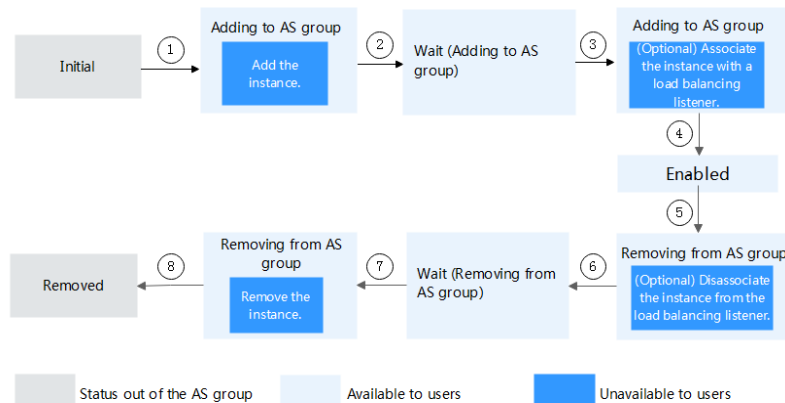 Initial
1
Adding to AS group
Add the
instance.
2
Wait (Adding to AS
group)
3
Adding to AS group
(Optional) Associate
the instance with a
load balancing
listener.
4
Enabled
5
Removing from AS group
(Optional) Disassociate
the instance from the
load balancing listener.
6
Wait (Removing from
AS group)
7
Removing from AS
group
Remove the
instance.
8
Removed
Status out of the AS group
Available to users
Unavailable to users